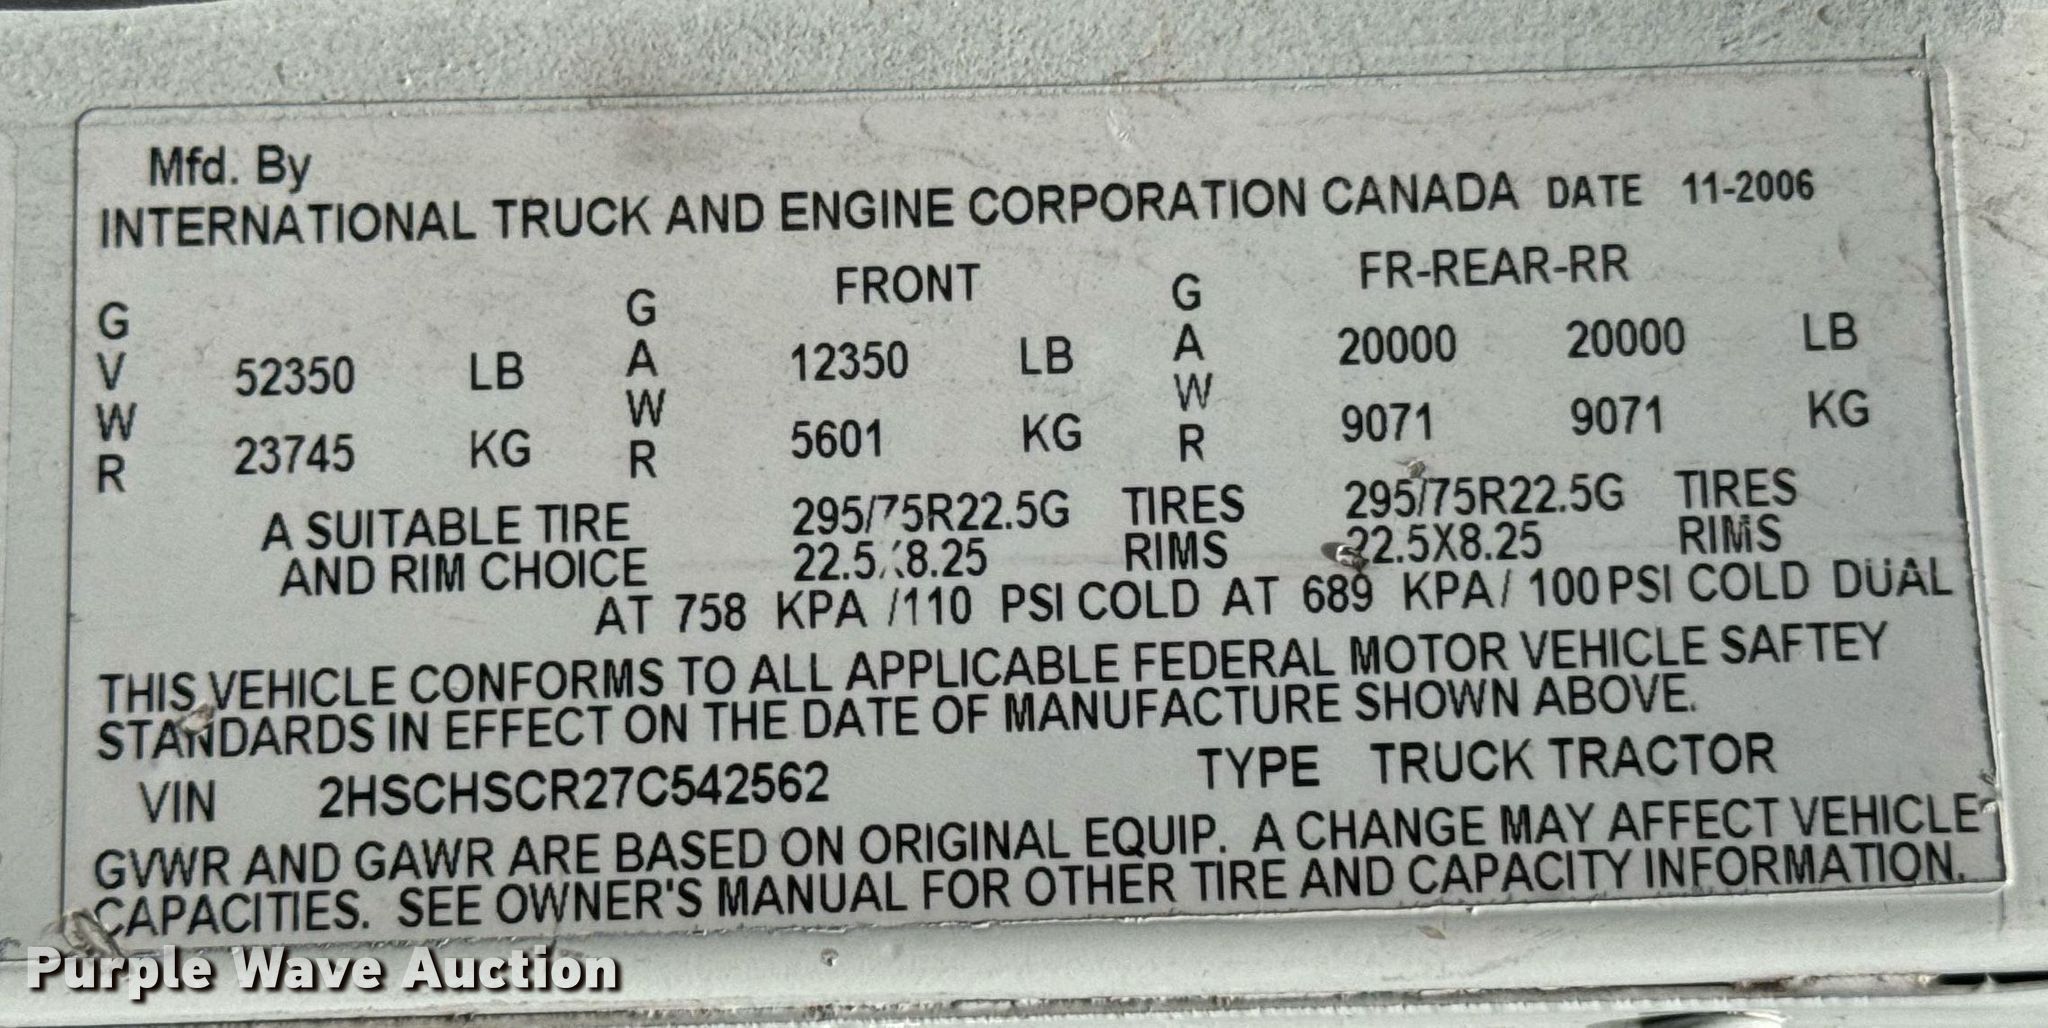 Mfd. By
INTERNATIONAL TRUCK AND ENGINE CORPORATION CANADA DATE 11-2006
GVWR 52350 LB GAWR FRONT 12350 LB GAWR FR-REAR-RR 20000 20000 LB
23745 KG 5601 KG 9071 9071 KG
A SUITABLE TIRE 295/75R22.5G TIRES 295/75R22.5G TIRES
AND RIM CHOICE 22.5X8.25 RIMS 22.5X8.25 RIMS
AT 758 KPA /110 PSI COLD AT 689 KPA/ 100 PSI COLD DUAL
THIS VEHICLE CONFORMS TO ALL APPLICABLE FEDERAL MOTOR VEHICLE SAFTEY
STANDARDS IN EFFECT ON THE DATE OF MANUFACTURE SHOWN ABOVE.
VIN 2HSCHSCR27C542562 TYPE TRUCK TRACTOR
GVWR AND GAWR ARE BASED ON ORIGINAL EQUIP. A CHANGE MAY AFFECT VEHICLE
CAPACITIES. SEE OWNER'S MANUAL FOR OTHER TIRE AND CAPACITY INFORMATION.
Purple Wave Auction